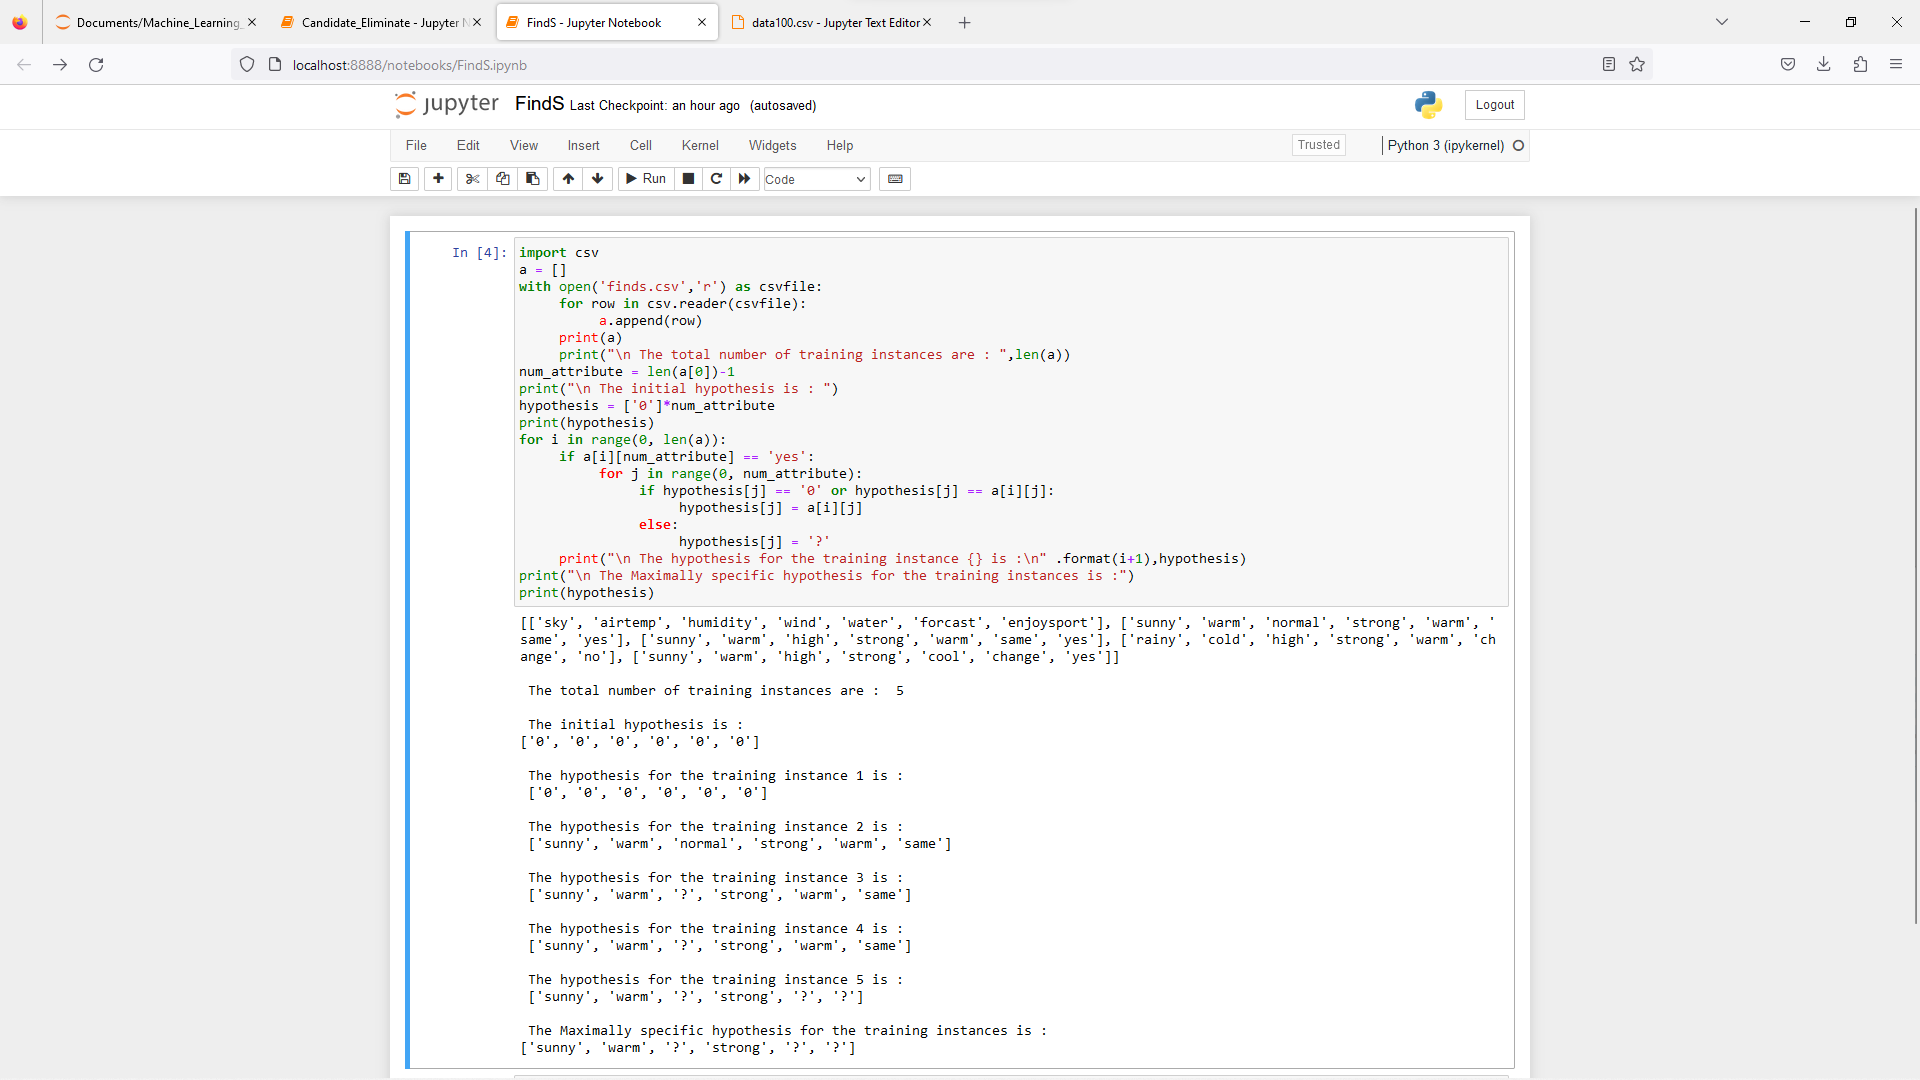 Documents/Machine_Learning_
Candidate_Eliminate - Jupyter N
FindS - Jupyter Notebook
data100.csv - Jupyter Text Editor
localhost:8888/notebooks/FindS.ipynb
jupyter FindS Last Checkpoint: an hour ago (autosaved)
Logout
File Edit View Insert Cell Kernel Widgets Help
Trusted
Python 3 (ipykernel)
Run
Code
In [4]:
import csv
a = []
with open('finds.csv','r') as csvfile:
for row in csv.reader(csvfile):
a.append(row)
print(a)
print("\n The total number of training instances are : ",len(a))
num_attribute = len(a[0])-1
print("\n The initial hypothesis is : ")
hypothesis = ['0']*num_attribute
print(hypothesis)
for i in range(0, len(a)):
if a[i][num_attribute] == 'yes':
for j in range(0, num_attribute):
if hypothesis[j] == '0' or hypothesis[j] == a[i][j]:
hypothesis[j] = a[i][j]
else:
hypothesis[j] = '?'
print("\n The hypothesis for the training instance {} is :\n" .format(i+1),hypothesis)
print("\n The Maximally specific hypothesis for the training instances is :")
print(hypothesis)
[['sky', 'airtemp', 'humidity', 'wind', 'water', 'forcast', 'enjoysport'], ['sunny', 'warm', 'normal', 'strong', 'warm', '
same', 'yes'], ['sunny', 'warm', 'high', 'strong', 'warm', 'same', 'yes'], ['rainy', 'cold', 'high', 'strong', 'warm', 'ch
ange', 'no'], ['sunny', 'warm', 'high', 'strong', 'cool', 'change', 'yes']]
The total number of training instances are :  5
The initial hypothesis is :
['0', '0', '0', '0', '0', '0']
The hypothesis for the training instance 1 is :
['0', '0', '0', '0', '0', '0']
The hypothesis for the training instance 2 is :
['sunny', 'warm', 'normal', 'strong', 'warm', 'same']
The hypothesis for the training instance 3 is :
['sunny', 'warm', '?', 'strong', 'warm', 'same']
The hypothesis for the training instance 4 is :
['sunny', 'warm', '?', 'strong', 'warm', 'same']
The hypothesis for the training instance 5 is :
['sunny', 'warm', '?', 'strong', '?', '?']
The Maximally specific hypothesis for the training instances is :
['sunny', 'warm', '?', 'strong', '?', '?']